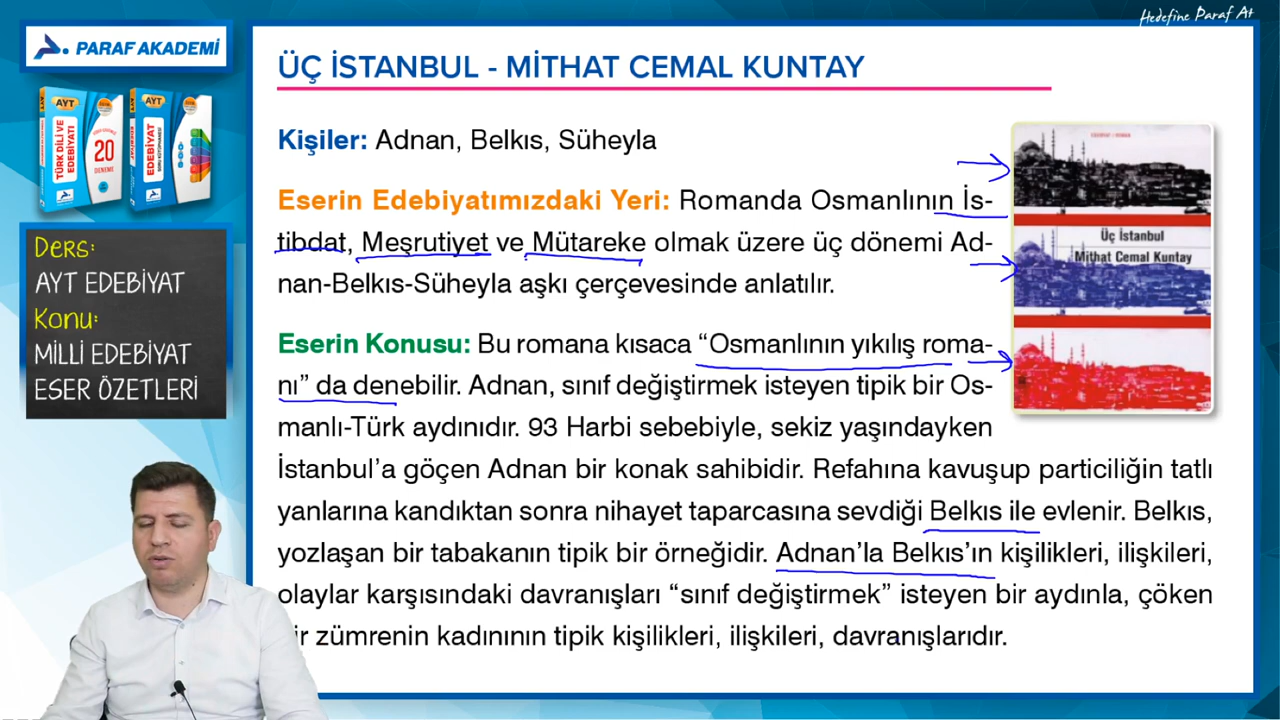 Hedefine Paraf At
PARAF AKADEMİ
AYT
TÜRK DİLİ VE
EDEBİYATI
20
DENEME
AYT
EDEBİYAT
Ders:
AYT EDEBİYAT
Konu:
MİLLİ EDEBİYAT
ESER ÖZETLERİ
ÜÇ İSTANBUL - MİTHAT CEMAL KUNTAY
Kişiler: Adnan, Belkıs, Süheyla
Eserin Edebiyatımızdaki Yeri: Romanda Osmanlının İs-
tibdat, Meşrutiyet ve Mütareke olmak üzere üç dönemi Ad-
nan-Belkıs-Süheyla aşkı çerçevesinde anlatılır.
Eserin Konusu: Bu romana kısaca “Osmanlının yıkılış roma-
nı” da denebilir. Adnan, sınıf değiştirmek isteyen tipik bir Os-
manlı-Türk aydınıdır. 93 Harbi sebebiyle, sekiz yaşındayken
İstanbul’a göçen Adnan bir konak sahibidir. Refahına kavuşup particiliğin tatlı
yanlarına kandıktan sonra nihayet taparcasına sevdiği Belkıs ile evlenir. Belkıs,
yozlaşan bir tabakanın tipik bir örneğidir. Adnan’la Belkıs’ın kişilikleri, ilişkileri,
olaylar karşısındaki davranışları “sınıf değiştirmek” isteyen bir aydınla, çöken
zümrenin kadınının tipik kişilikleri, ilişkileri, davranışlarıdır.
Üç İstanbul
Mithat Cemal Kuntay